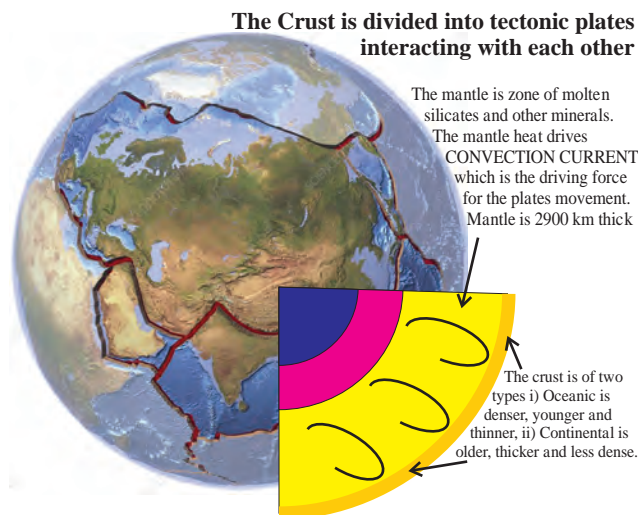 The Crust is divided into tectonic plates
interacting with each other
The mantle is zone of molten
silicates and other minerals.
The mantle heat drives
CONVECTION CURRENT
which is the driving force
for the plates movement.
Mantle is 2900 km thick
The crust is of two
types i) Oceanic is
denser, younger and
thinner, ii) Continental is
older, thicker and less dense.